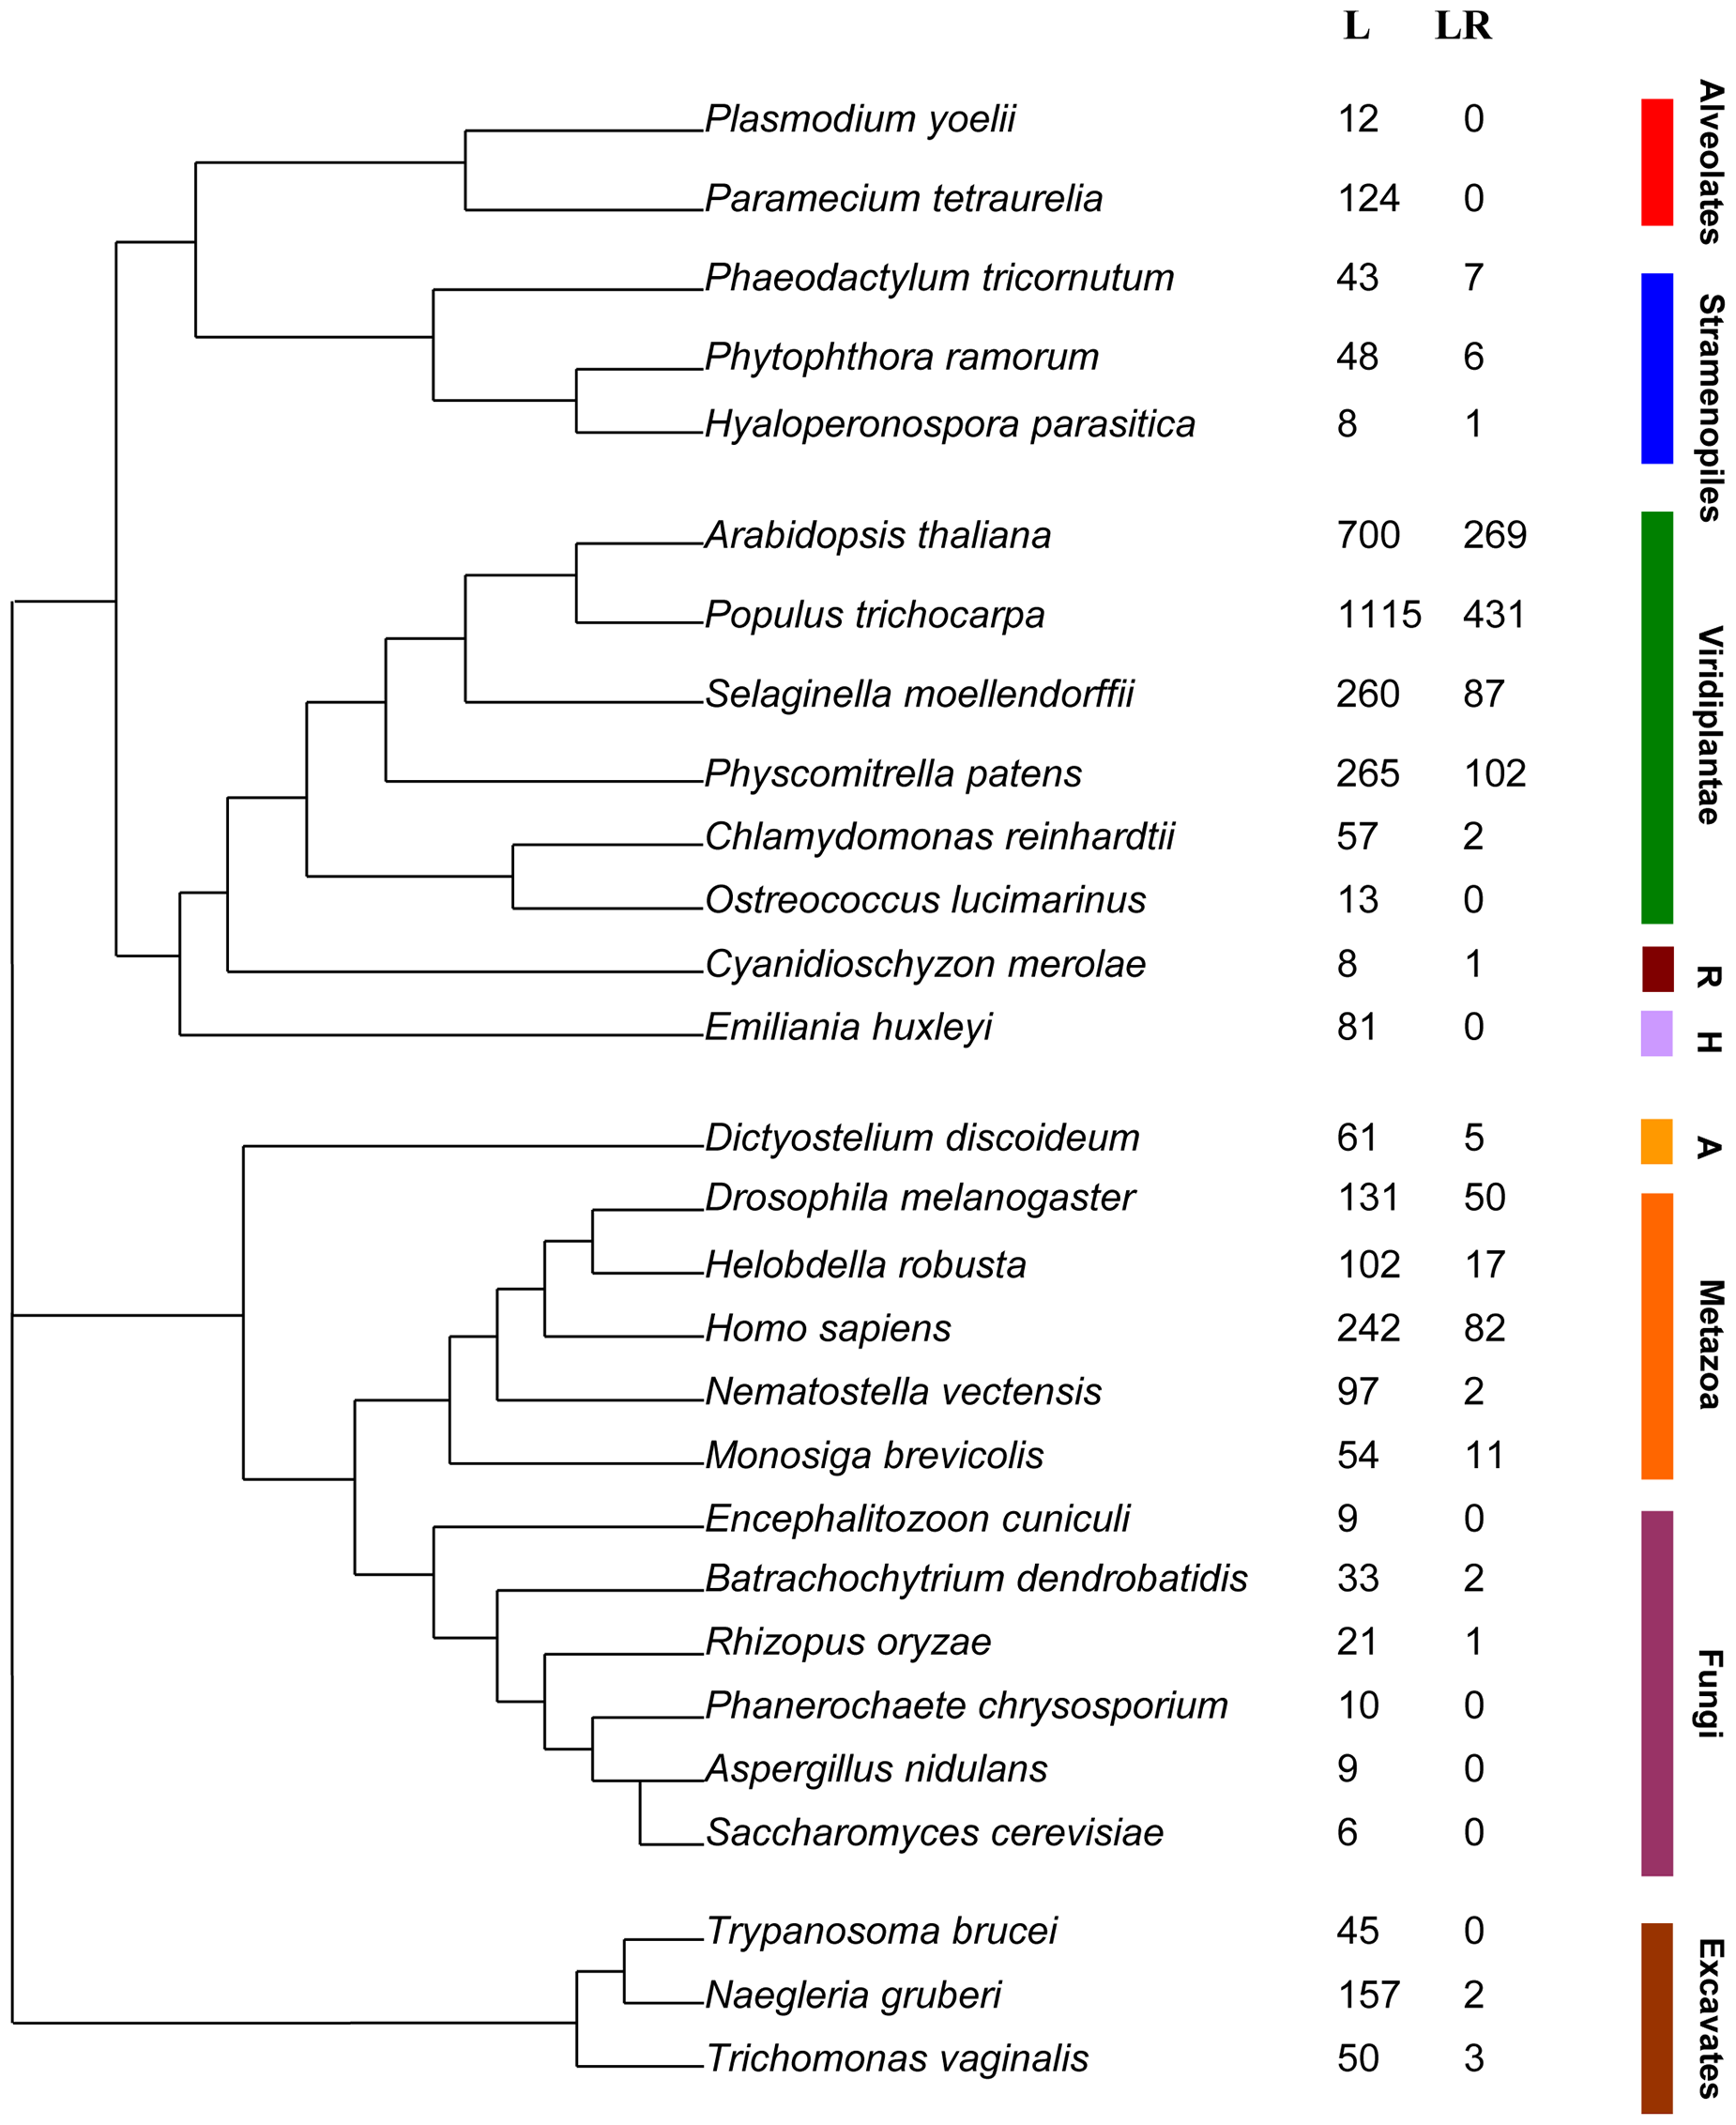 L LR
Alveolates
Plasmodium yoelii 12 0
Paramecium tetraurelia 124 0
Stramenopiles
Phaeodactylum tricornutum 43 7
Phytophthora ramorum 48 6
Hyaloperonospora parasitica 8 1
Viridiplantae
Arabidopsis thaliana 700 269
Populus trichocarpa 1115 431
Selaginella moellendorffii 260 87
Physcomitrella patens 265 102
Chlamydomonas reinhardtii 57 2
Ostreococcus lucimarinus 13 0
Cyanidioschyzon merolae 8 1 R
Emiliania huxleyi 81 0 H
Dictyostelium discoideum 61 5 A
Metazoa
Drosophila melanogaster 131 50
Helobdella robusta 102 17
Homo sapiens 242 82
Nematostella vectensis 97 2
Monosiga brevicolis 54 11
Fungi
Encephalitozoon cuniculi 9 0
Batrachochytrium dendrobatidis 33 2
Rhizopus oryzae 21 1
Phanerochaete chrysosporium 10 0
Aspergillus nidulans 9 0
Saccharomyces cerevisiae 6 0
Excavates
Trypanosoma brucei 45 0
Naegleria gruberi 157 2
Trichomonas vaginalis 50 3